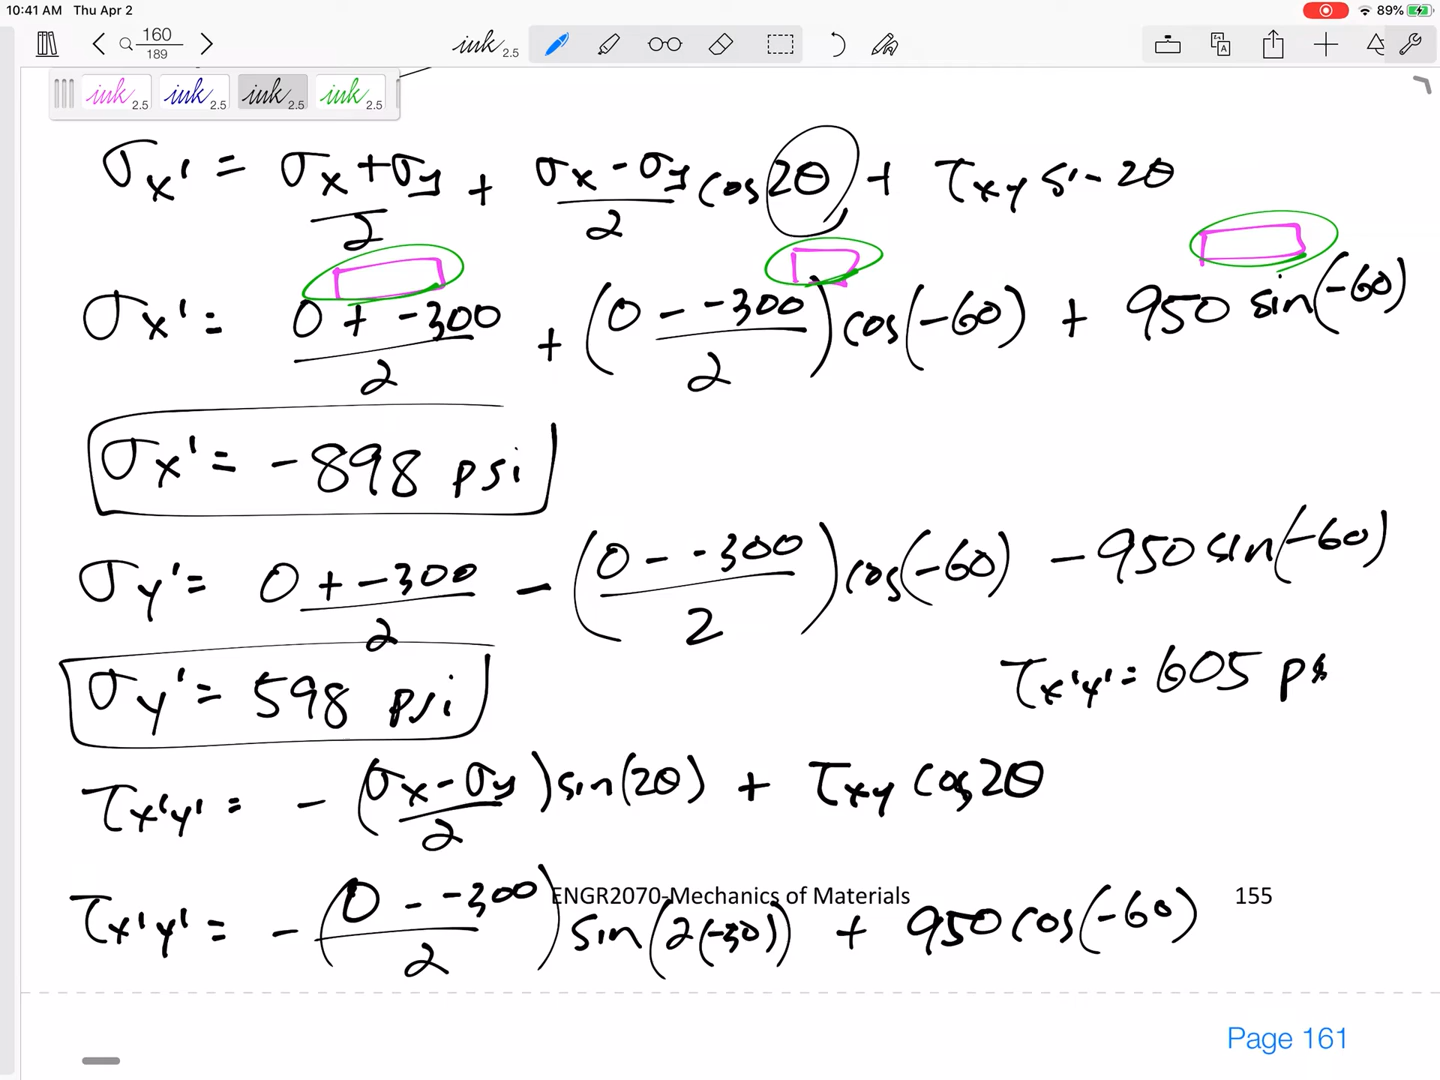 10:41 AM Thu Apr 2
89%
160
189
ink 2.5
ink 2.5 ink 2.5 ink 2.5 ink 2.5
σx' = (σx + σy)/2 + (σx - σy)/2 cos 2θ + τxy sin 2θ
σx' = (0 + -300)/2 + ((0 - -300)/2) cos(-60) + 950 sin(-60)
σx' = -898 psi
σy' = (0 + -300)/2 - ((0 - -300)/2) cos(-60) - 950 sin(-60)
τx'y' = 605 psi
σy' = 598 psi
τx'y' = - ((σx - σy)/2) sin(2θ) + τxy cos 2θ
ENGR2070-Mechanics of Materials 155
τx'y' = - ((0 - -300)/2) sin(2(-30)) + 950 cos(-60)
Page 161